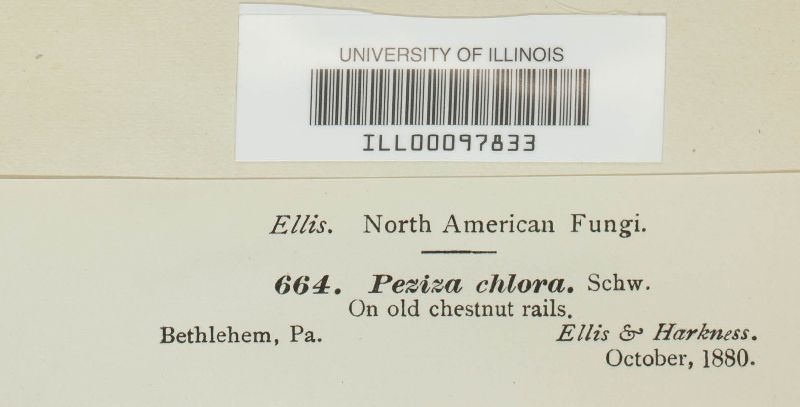 UNIVERSITY OF ILLINOIS
ILL00097833
Ellis. North American Fungi.
664. Peziza chlora. Schw.
On old chestnut rails.
Bethlehem, Pa. Ellis & Harkness.
October, 1880.